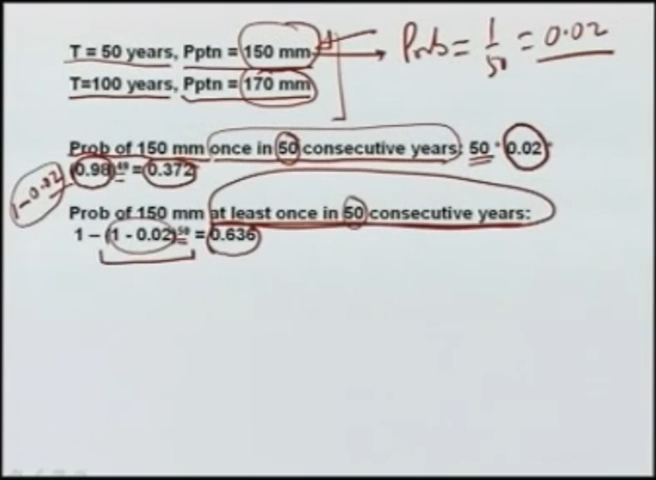 T = 50 years, Pptn = 150 mm
Prob = 1/50 = 0.02
T=100 years, Pptn = 170 mm
Prob of 150 mm once in 50 consecutive years: 50 * 0.02*
(0.98)⁴⁹ = 0.372
1-0.02
Prob of 150 mm at least once in 50 consecutive years:
1 – (1 - 0.02)⁵⁰ = 0.636